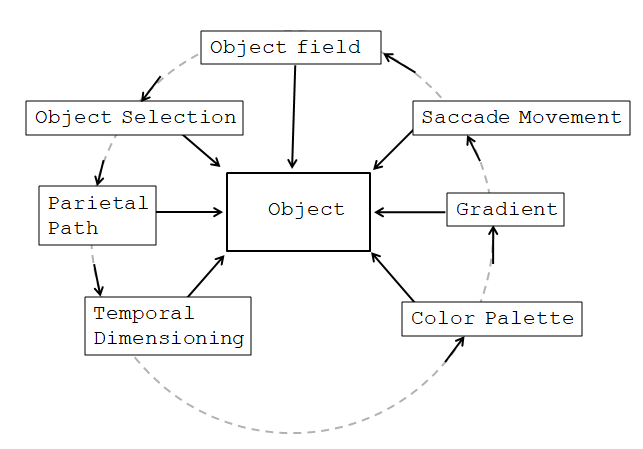 Object field
Object Selection
Saccade Movement
Parietal
Path
Object
Gradient
Temporal
Dimensioning
Color Palette